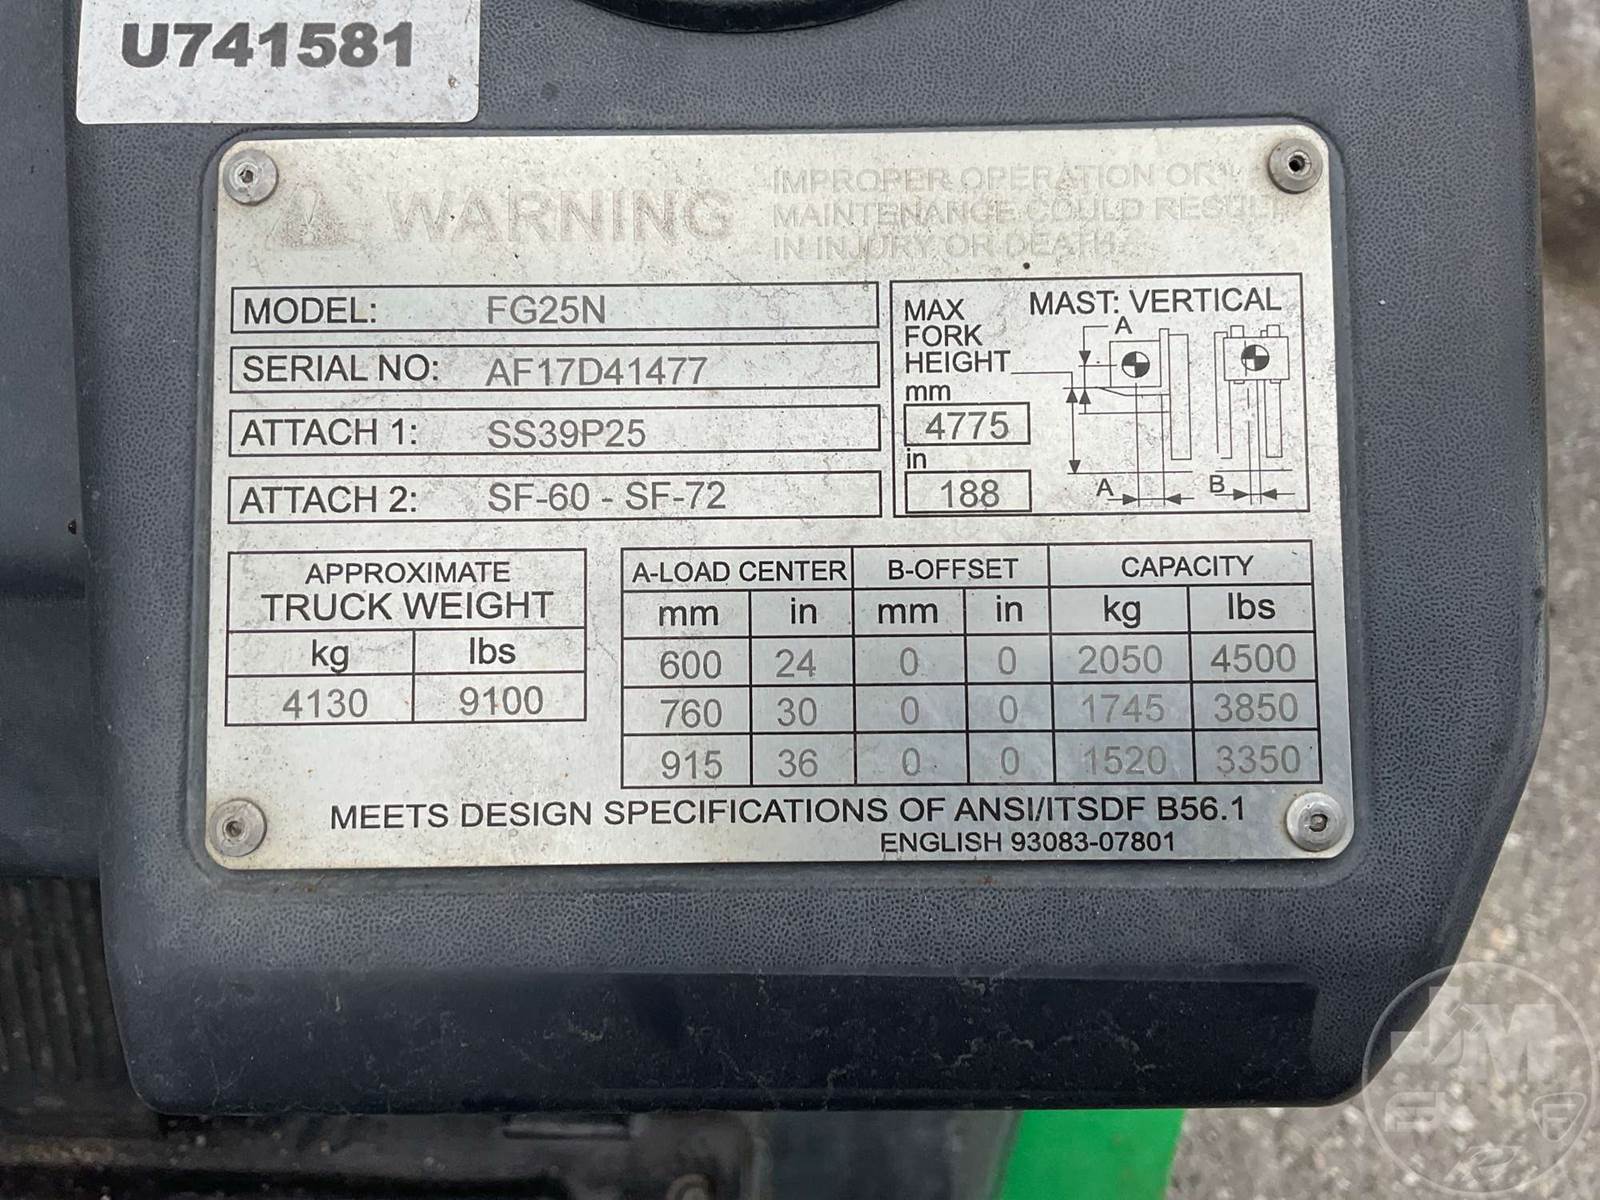 U741581
WARNING
IMPROPER OPERATION OR
MAINTENANCE COULD RESULT
IN INJURY OR DEATH.
MODEL: FG25N
SERIAL NO: AF17D41477
ATTACH 1: SS39P25
ATTACH 2: SF-60 - SF-72
MAX FORK HEIGHT
MAST: VERTICAL
mm
4775
in
188
A
A
B
APPROXIMATE
TRUCK WEIGHT
kg lbs
4130 9100
A-LOAD CENTER B-OFFSET CAPACITY
mm in mm in kg lbs
600 24 0 0 2050 4500
760 30 0 0 1745 3850
915 36 0 0 1520 3350
MEETS DESIGN SPECIFICATIONS OF ANSI/ITSDF B56.1
ENGLISH 93083-07801